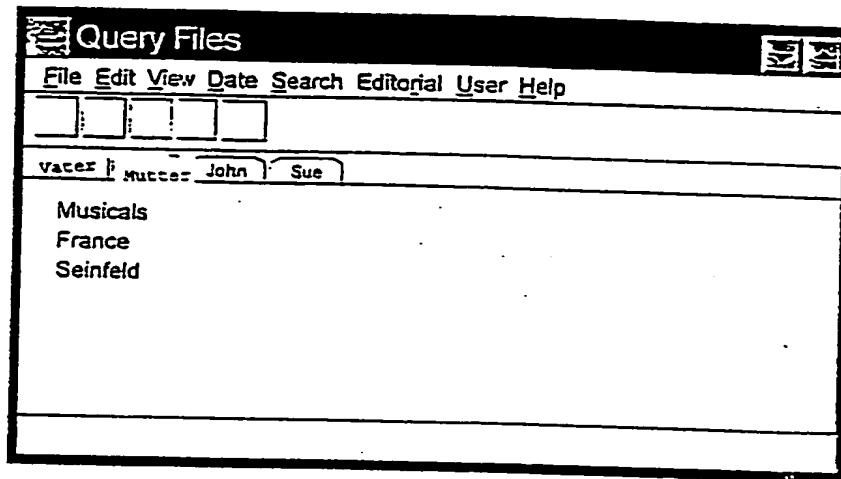 Query Files
File Edit View Date Search Editorial User Help
Vater Mutter John Sue
Musicals
France
Seinfeld